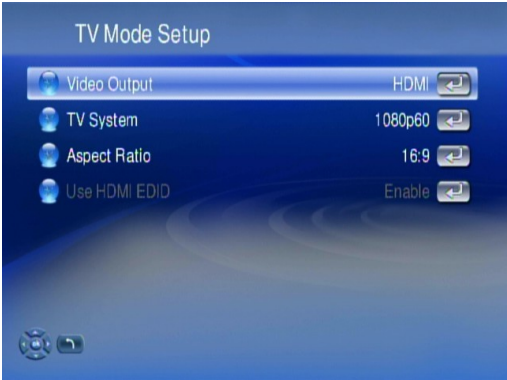 TV Mode Setup
Video Output HDMI
TV System 1080p60
Aspect Ratio 16:9
Use HDMI EDID Enable